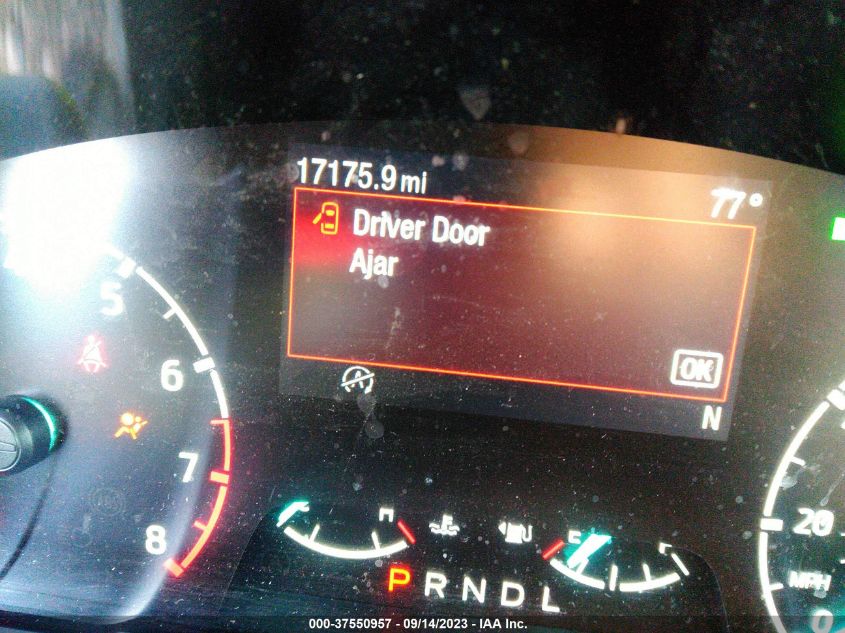 17175.9 mi
77°
Driver Door
Ajar
OK
N
5
6
7
8
H
E
F
P R N D L
20
MPH
0
000-37550957 - 09/14/2023 - IAA Inc.